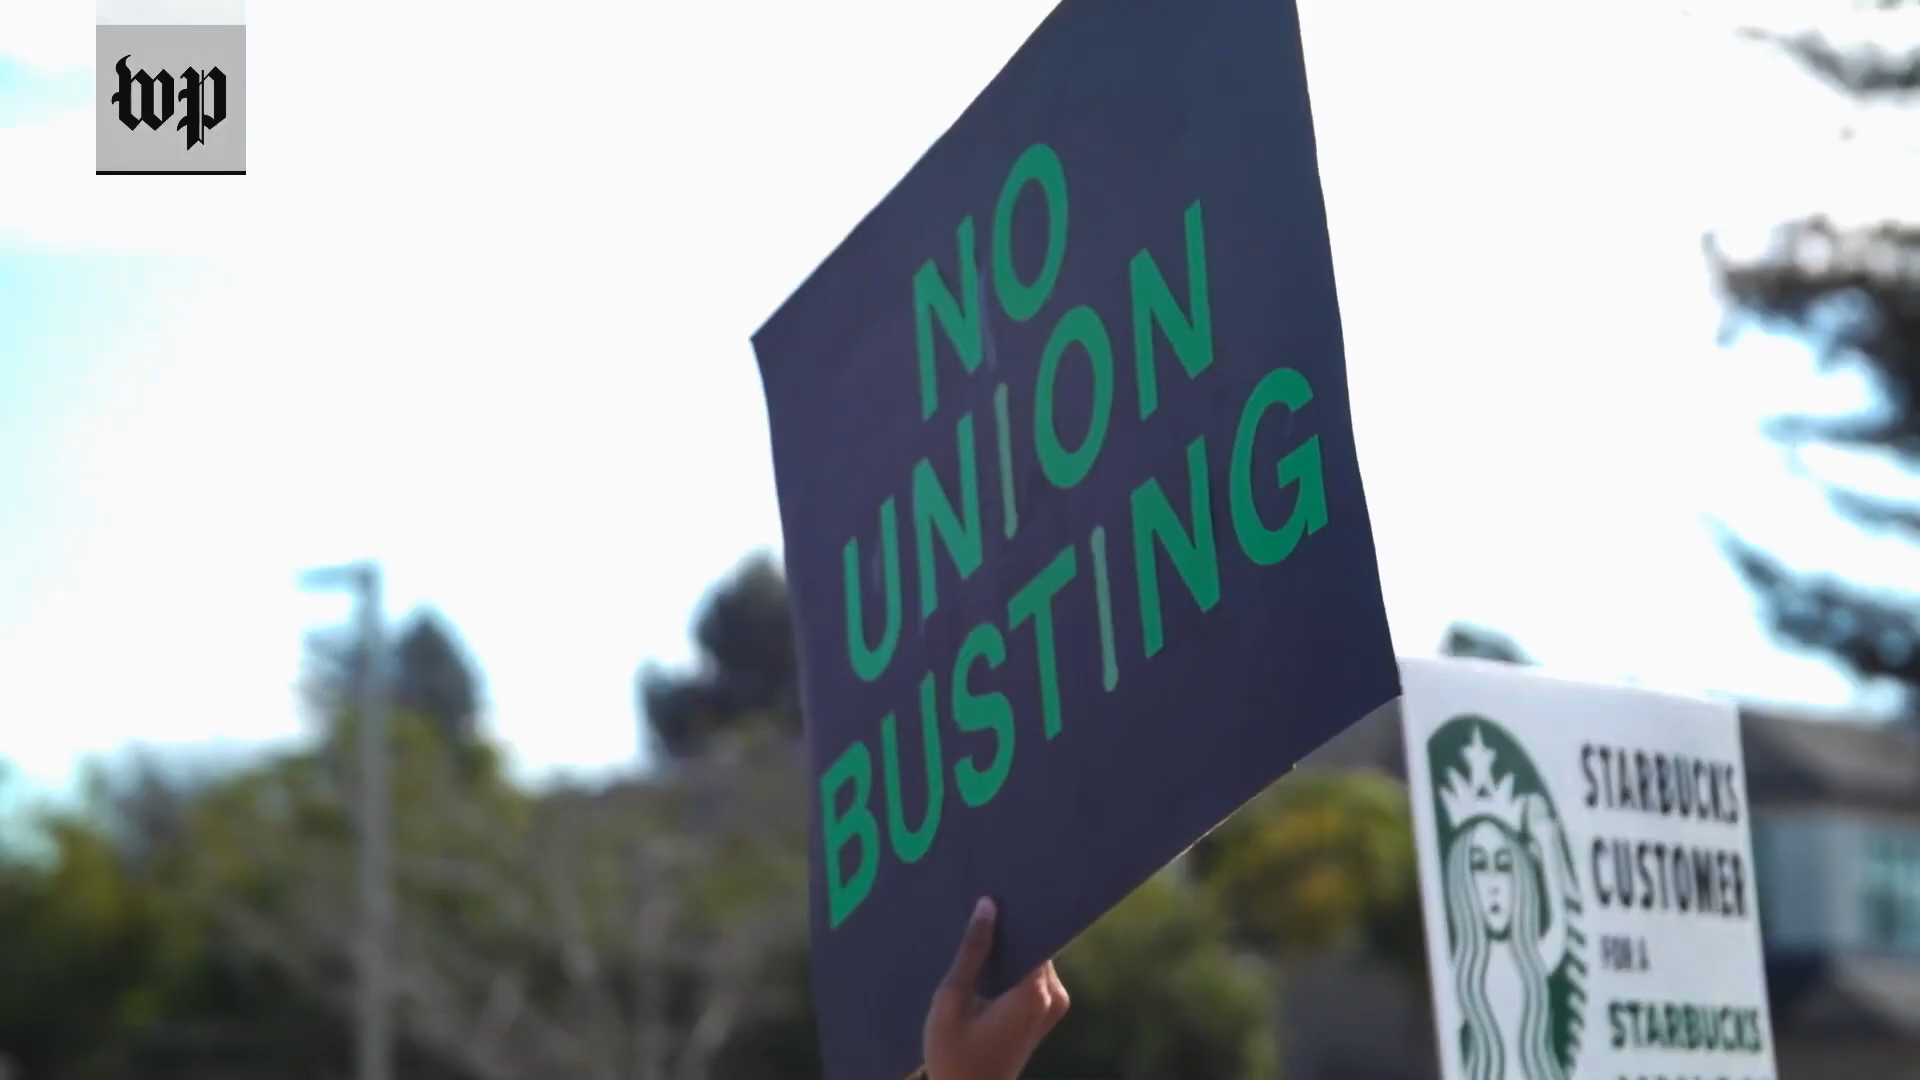 wp
NO
UNION
BUSTING
STARBUCKS
CUSTOMER
FOR A
STARBUCKS